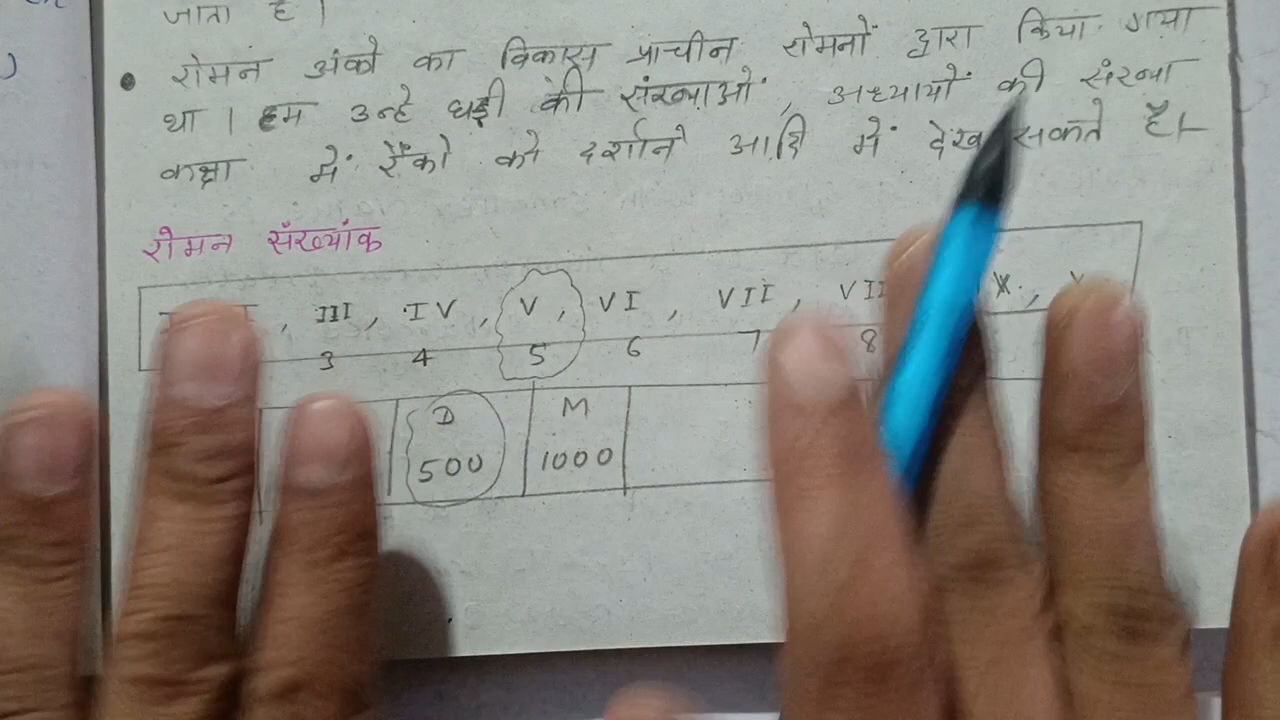 जाता है।
• रोमन अंको का विकास प्राचीन रोमनों द्वारा किया गया
था। हम उन्हे घड़ी की संख्याओं, अध्यायों की संख्या
कक्षा में रैंको को दर्शाने आदि में देख सकते है।
रोमन संख्यांक
, III, IV, V, VI, VII,
3 4 5 6 7 8
D M
500 1000